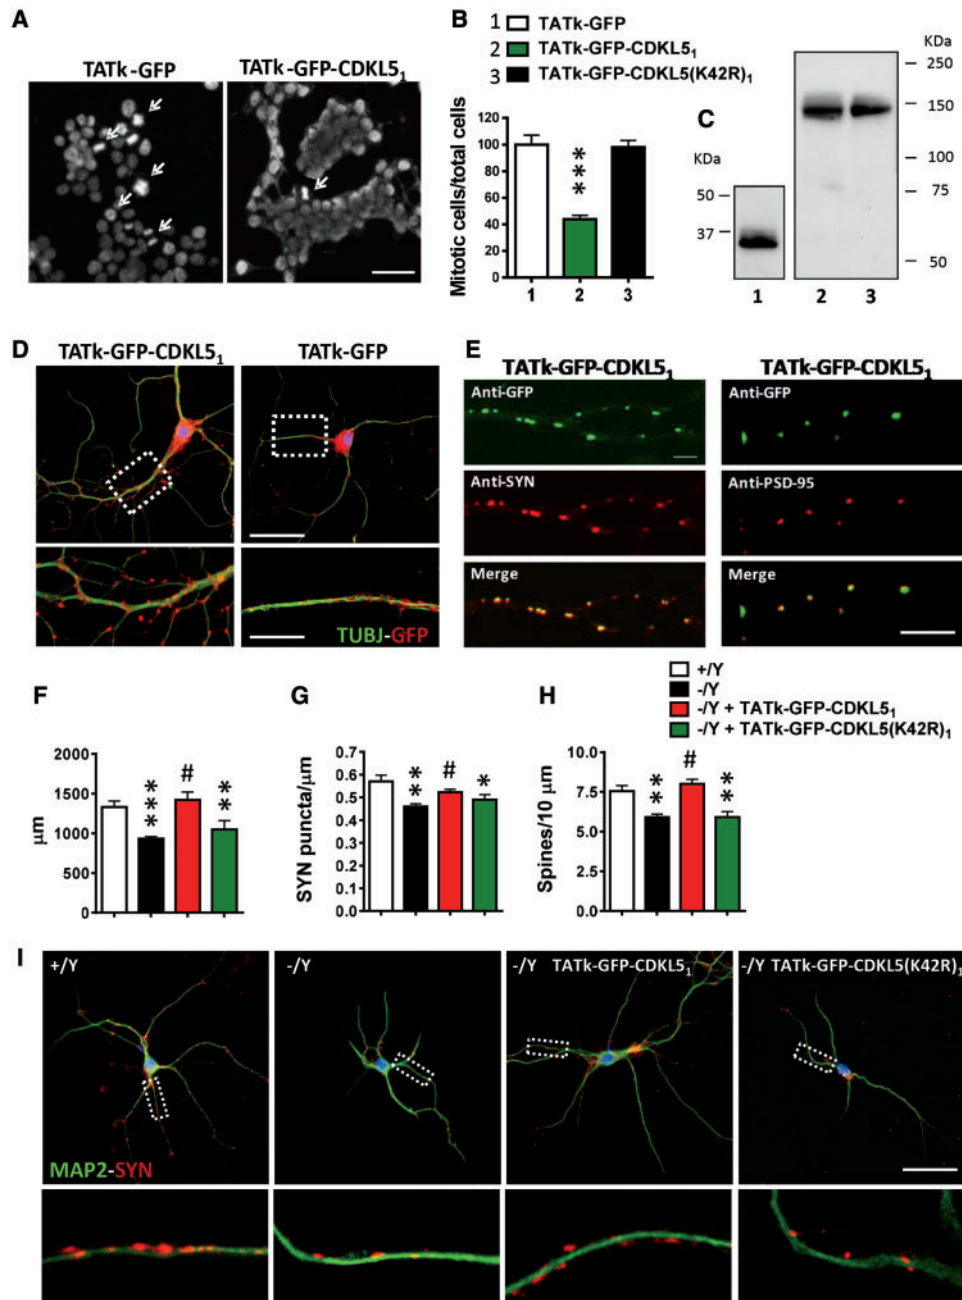 A
TATk-GFP
TATk-GFP-CDKL5₁
B
1 TATk-GFP
2 TATk-GFP-CDKL5₁
3 TATk-GFP-CDKL5(K42R)₁
Mitotic cells/total cells
120
100
80
60
40
20
0
***
1 2 3
C
KDa
50
37
1
KDa
250
150
100
75
50
2 3
D
TATk-GFP-CDKL5₁
TATk-GFP
TUBJ-GFP
E
TATk-GFP-CDKL5₁
TATk-GFP-CDKL5₁
Anti-GFP
Anti-GFP
Anti-SYN
Anti-PSD-95
Merge
Merge
+/Y
-/Y
-/Y + TATk-GFP-CDKL5₁
-/Y + TATk-GFP-CDKL5(K42R)₁
F
μm
2000
1500
1000
500
0
***
#
**
G
SYN puncta/μm
0.7
0.6
0.5
0.4
0.3
0.2
0.1
0.0
**
#
*
H
Spines/10 μm
10.0
7.5
5.0
2.5
0.0
**
#
**
I
+/Y
-/Y
-/Y TATk-GFP-CDKL5₁
-/Y TATk-GFP-CDKL5(K42R)₁
MAP2-SYN